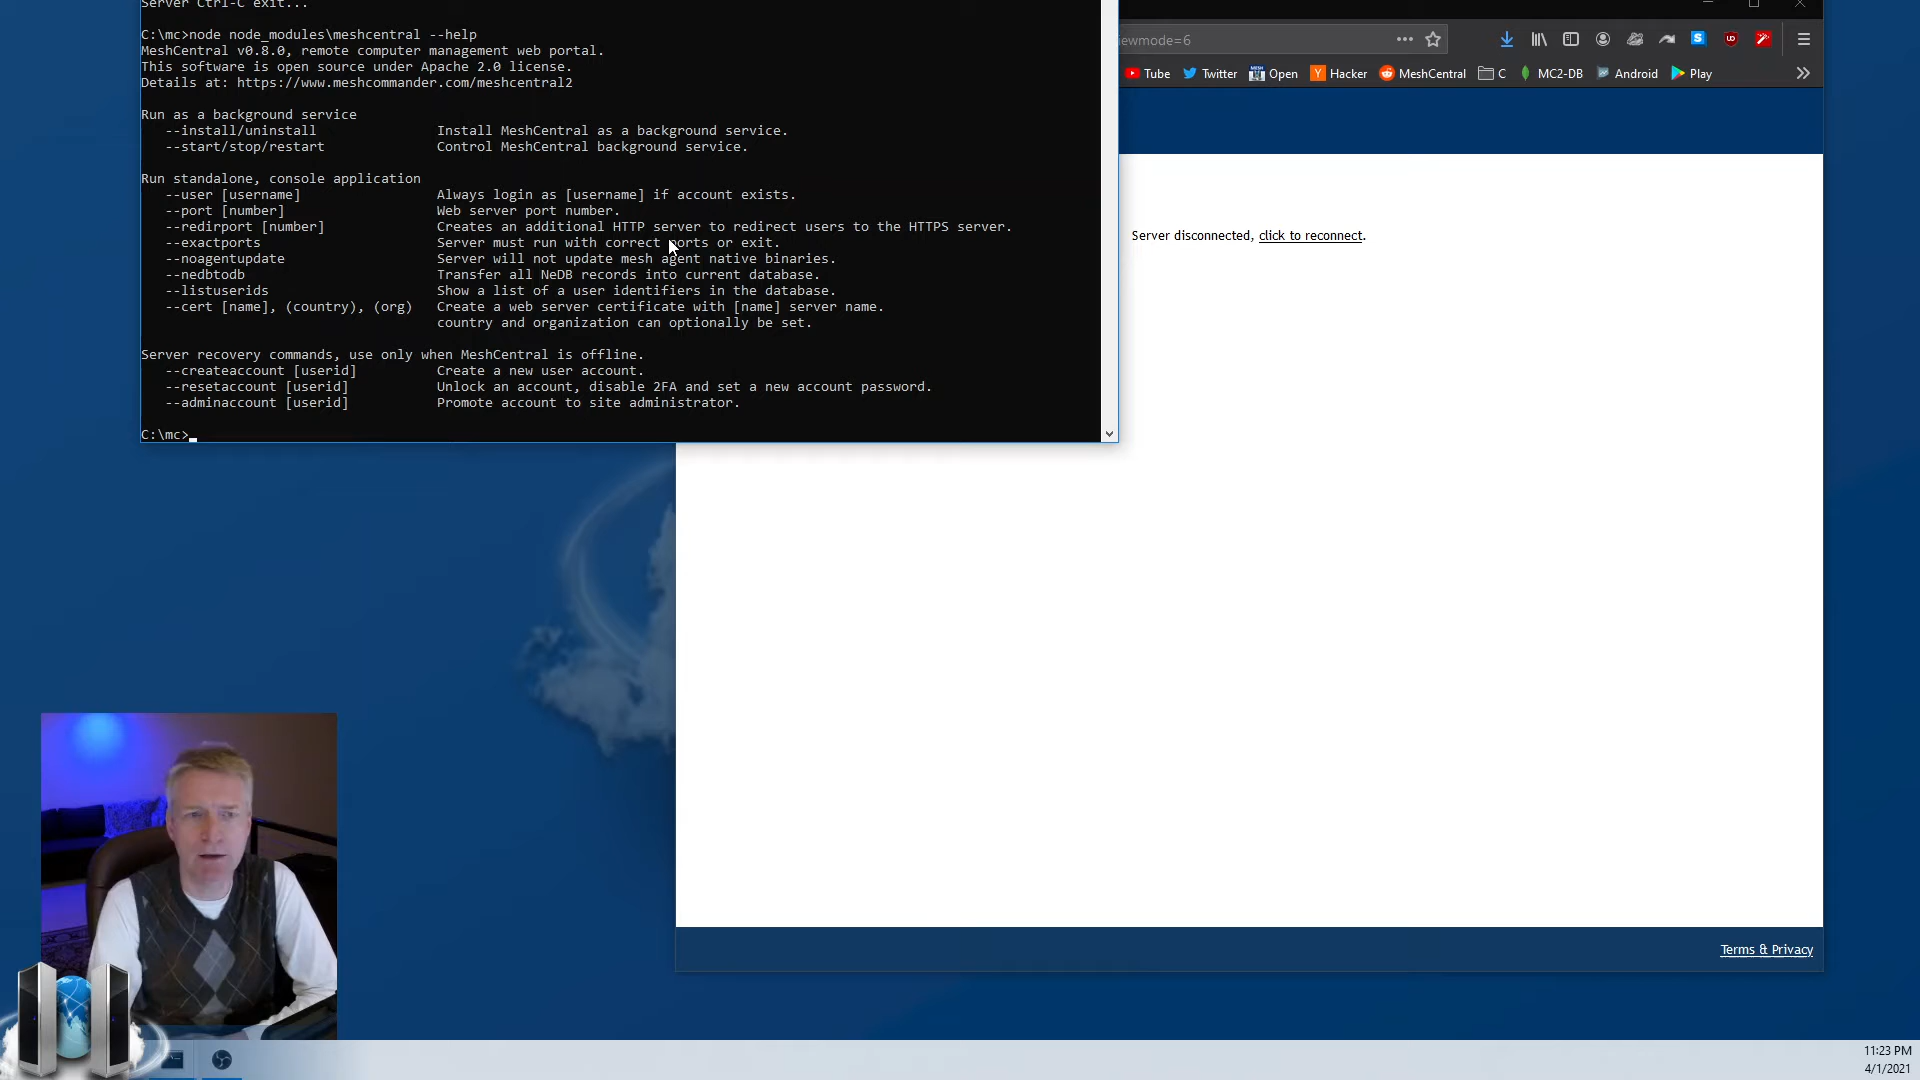 Server Ctrl-C exit...
C:\mc>node node_modules\meshcentral --help
MeshCentral v0.8.0, remote computer management web portal.
This software is open source under Apache 2.0 license.
Details at: https://www.meshcommander.com/meshcentral2
Run as a background service
--install/uninstall Install MeshCentral as a background service.
--start/stop/restart Control MeshCentral background service.
Run standalone, console application
--user [username] Always login as [username] if account exists.
--port [number] Web server port number.
--redirport [number] Creates an additional HTTP server to redirect users to the HTTPS server.
--exactports Server must run with correct ports or exit.
--noagentupdate Server will not update mesh agent native binaries.
--nedbtodb Transfer all NeDB records into current database.
--listuserids Show a list of a user identifiers in the database.
--cert [name], (country), (org) Create a web server certificate with [name] server name.
country and organization can optionally be set.
Server recovery commands, use only when MeshCentral is offline.
--createaccount [userid] Create a new user account.
--resetaccount [userid] Unlock an account, disable 2FA and set a new account password.
--adminaccount [userid] Promote account to site administrator.
C:\mc>
ewmode=6
Tube Twitter Open Hacker MeshCentral C MC2-DB Android Play
Server disconnected, click to reconnect.
Terms & Privacy
11:23 PM
4/1/2021